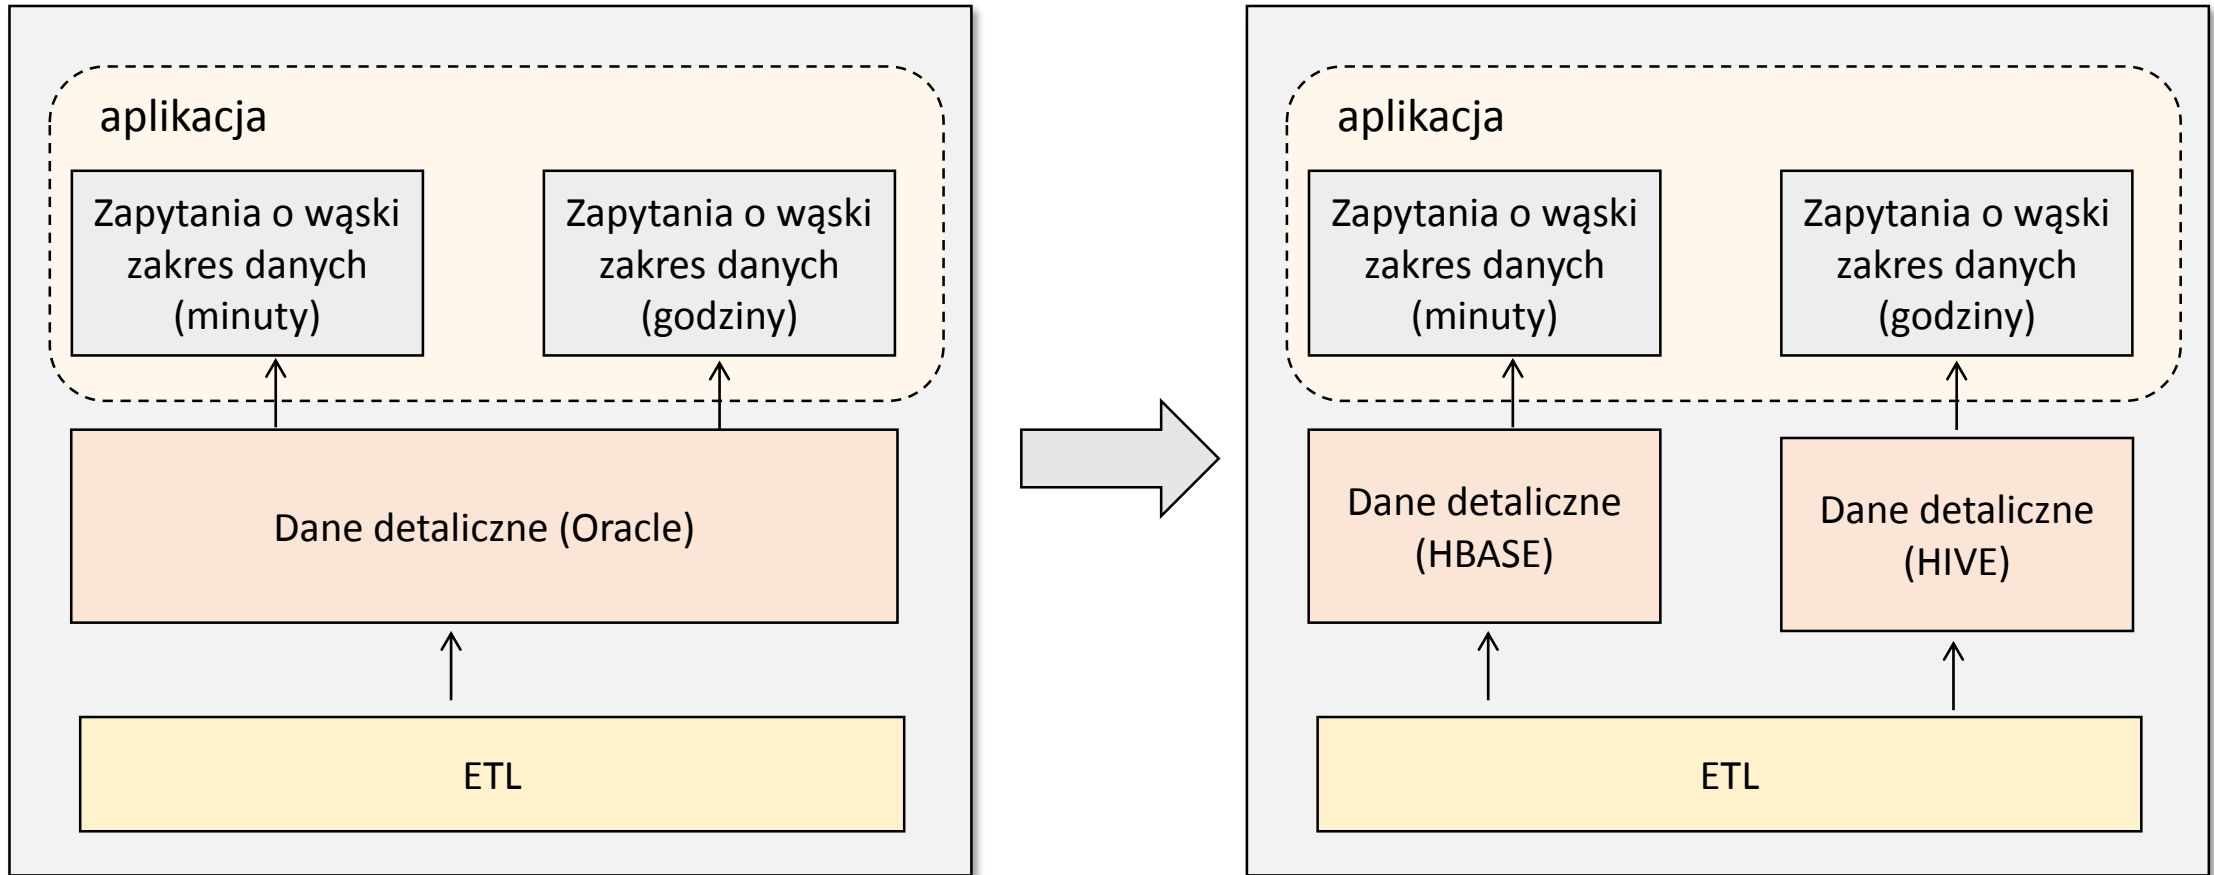 aplikacja
Zapytania o wąski
zakres danych
(minuty)
Zapytania o wąski
zakres danych
(godziny)
Dane detaliczne (Oracle)
ETL
aplikacja
Zapytania o wąski
zakres danych
(minuty)
Zapytania o wąski
zakres danych
(godziny)
Dane detaliczne
(HBASE)
Dane detaliczne
(HIVE)
ETL